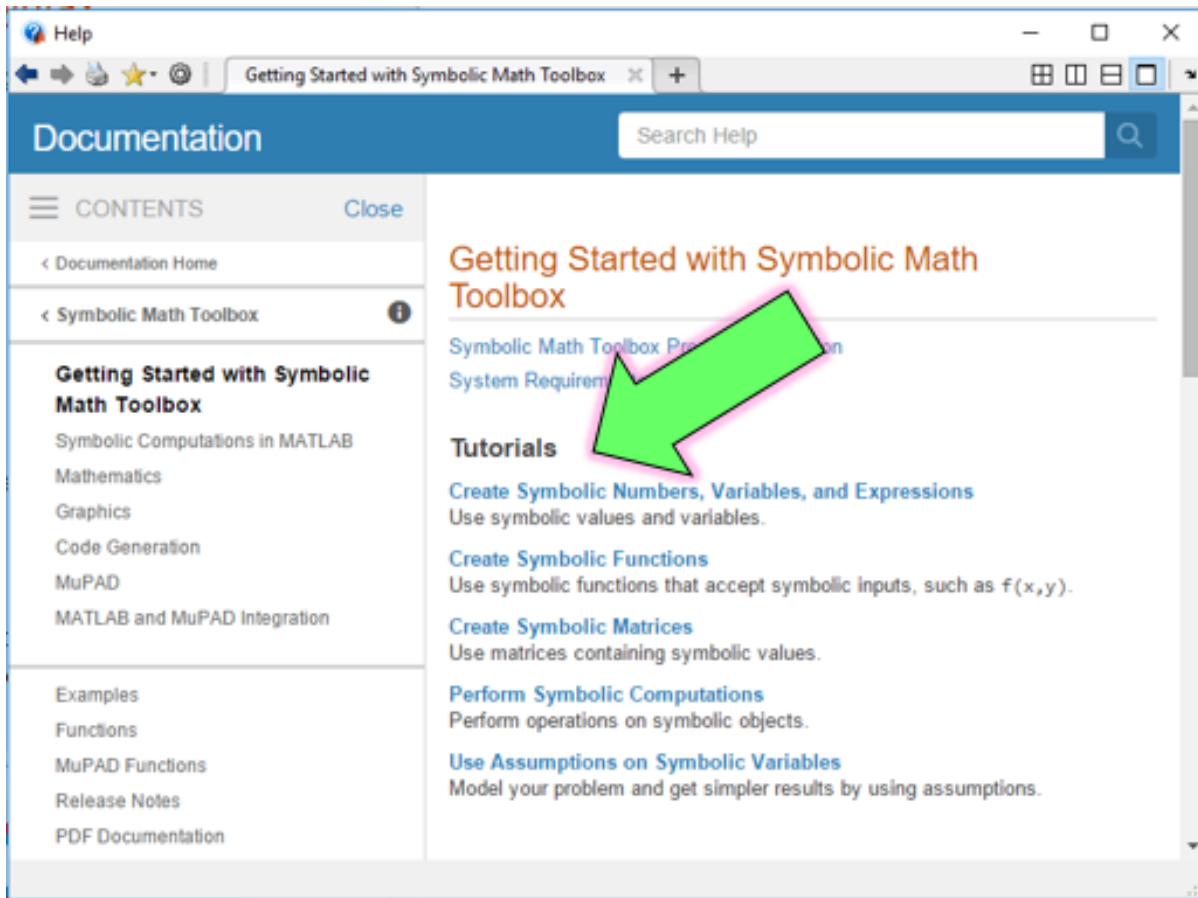 Help
Getting Started with Symbolic Math Toolbox
Documentation
Search Help
CONTENTS Close
< Documentation Home
< Symbolic Math Toolbox
Getting Started with Symbolic
Math Toolbox
Symbolic Computations in MATLAB
Mathematics
Graphics
Code Generation
MuPAD
MATLAB and MuPAD Integration
Examples
Functions
MuPAD Functions
Release Notes
PDF Documentation
Getting Started with Symbolic Math
Toolbox
Symbolic Math Toolbox
System
Tutorials
Create Symbolic Numbers, Variables, and Expressions
Use symbolic values and variables.
Create Symbolic Functions
Use symbolic functions that accept symbolic inputs, such as f(x,y).
Create Symbolic Matrices
Use matrices containing symbolic values.
Perform Symbolic Computations
Perform operations on symbolic objects.
Use Assumptions on Symbolic Variables
Model your problem and get simpler results by using assumptions.